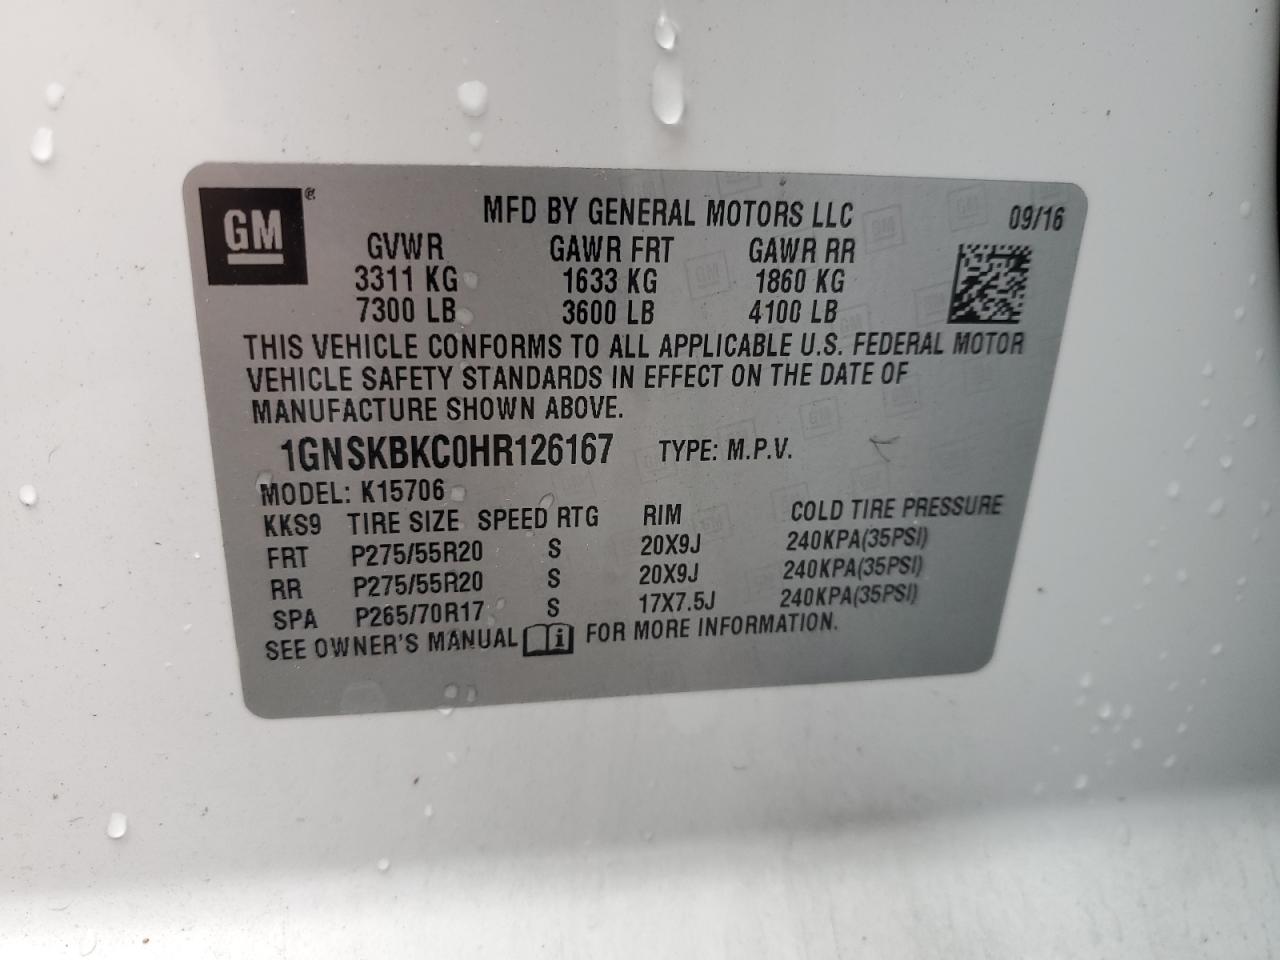 GM ®
MFD BY GENERAL MOTORS LLC 09/16
GVWR GAWR FRT GAWR RR
3311 KG 1633 KG 1860 KG
7300 LB 3600 LB 4100 LB
THIS VEHICLE CONFORMS TO ALL APPLICABLE U.S. FEDERAL MOTOR
VEHICLE SAFETY STANDARDS IN EFFECT ON THE DATE OF
MANUFACTURE SHOWN ABOVE.
1GNSKBKC0HR126167 TYPE: M.P.V.
MODEL: K15706
KKS9 TIRE SIZE SPEED RTG RIM COLD TIRE PRESSURE
FRT P275/55R20 S 20X9J 240KPA(35PSI)
RR P275/55R20 S 20X9J 240KPA(35PSI)
SPA P265/70R17 S 17X7.5J 240KPA(35PSI)
SEE OWNER'S MANUAL i FOR MORE INFORMATION.